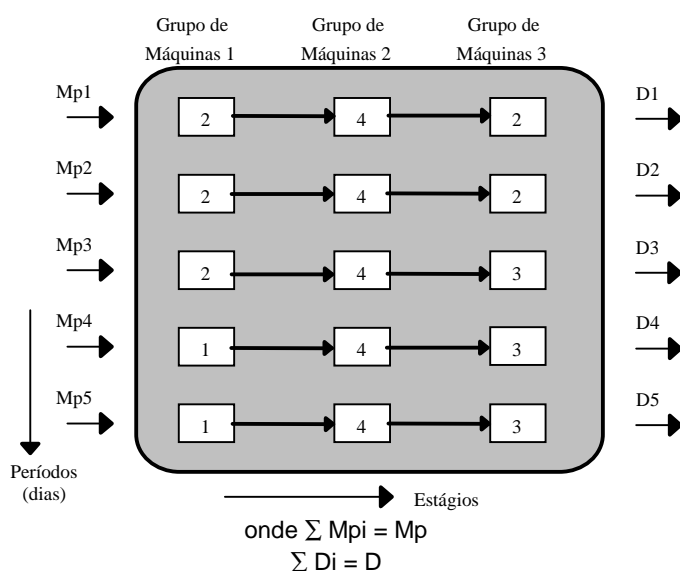 Grupo de Grupo de Grupo de
Máquinas 1 Máquinas 2 Máquinas 3
Mp1 D1
2 4 2
Mp2 D2
2 4 2
Mp3 D3
2 4 3
Mp4 D4
1 4 3
Mp5 D5
1 4 3
Períodos
(dias)
Estágios
onde ∑ Mpi = Mp
∑ Di = D